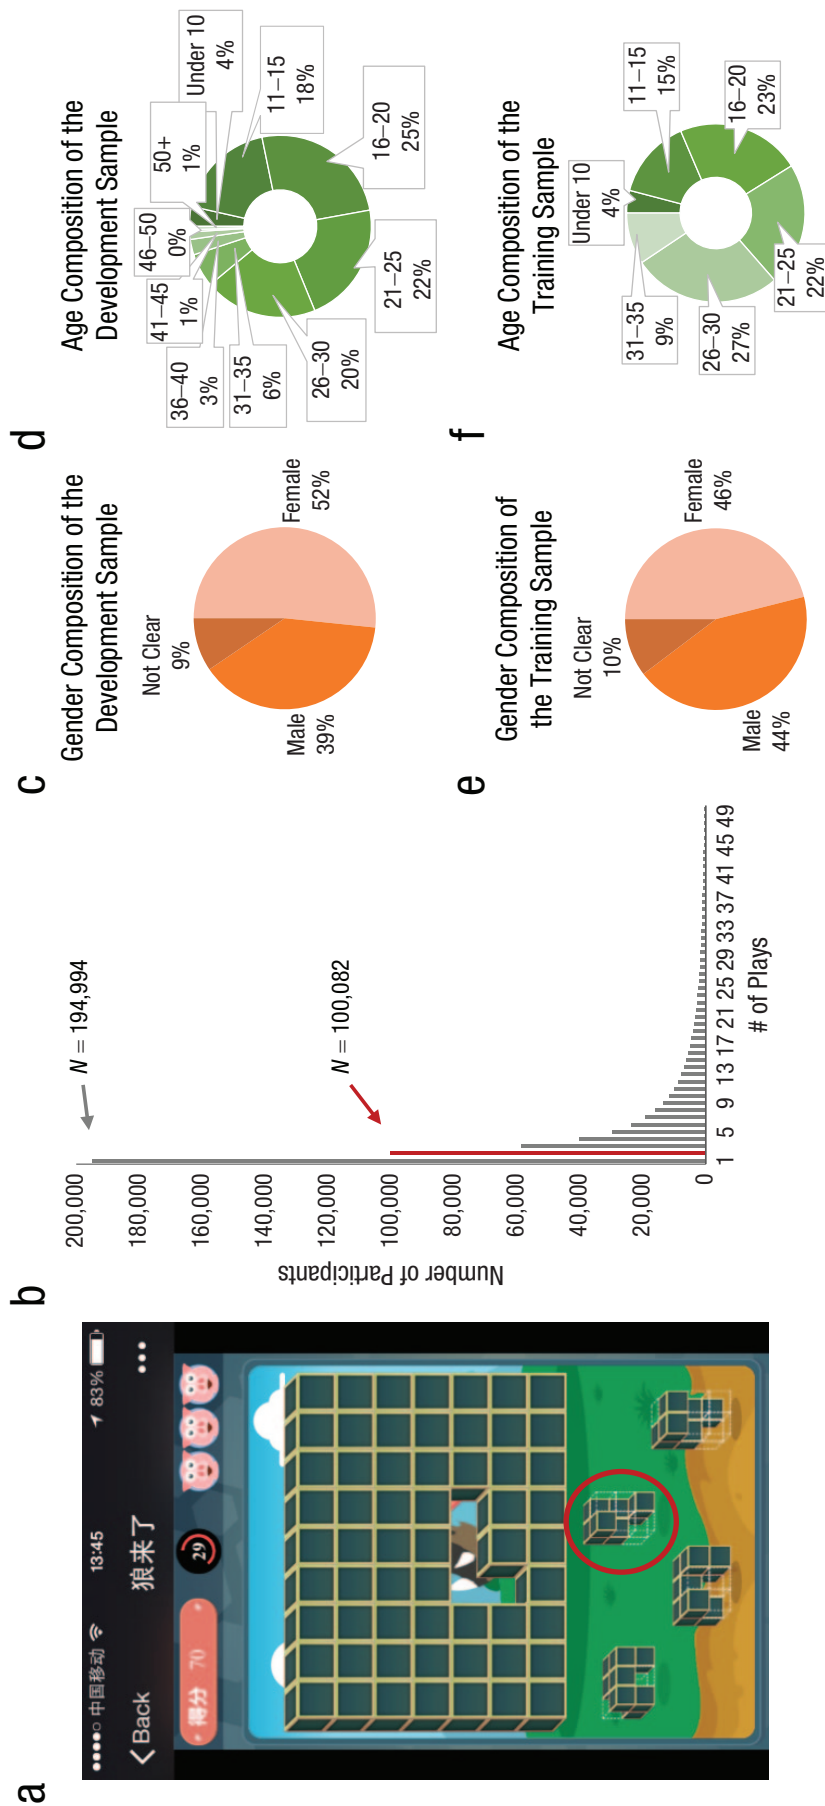 a
●●●●○ 中国移动 13:45 83%
Back 狼来了 •••
得分 70 29
b
200,000
180,000
160,000
140,000
120,000
100,000
80,000
60,000
40,000
20,000
0
Number of Participants
N = 194,994
N = 100,082
1 5 9 13 17 21 25 29 33 37 41 45 49
# of Plays
c
Gender Composition of the
Development Sample
Not Clear
9%
Female
52%
Male
39%
d
Age Composition of the
Development Sample
Under 10
4%
11–15
18%
16–20
25%
21–25
22%
26–30
20%
31–35
6%
36–40
3%
41–45
1%
46–50
0%
50+
1%
e
Gender Composition of
the Training Sample
Not Clear
10%
Female
46%
Male
44%
f
Age Composition of the
Training Sample
Under 10
4%
11–15
15%
16–20
23%
21–25
22%
26–30
27%
31–35
9%